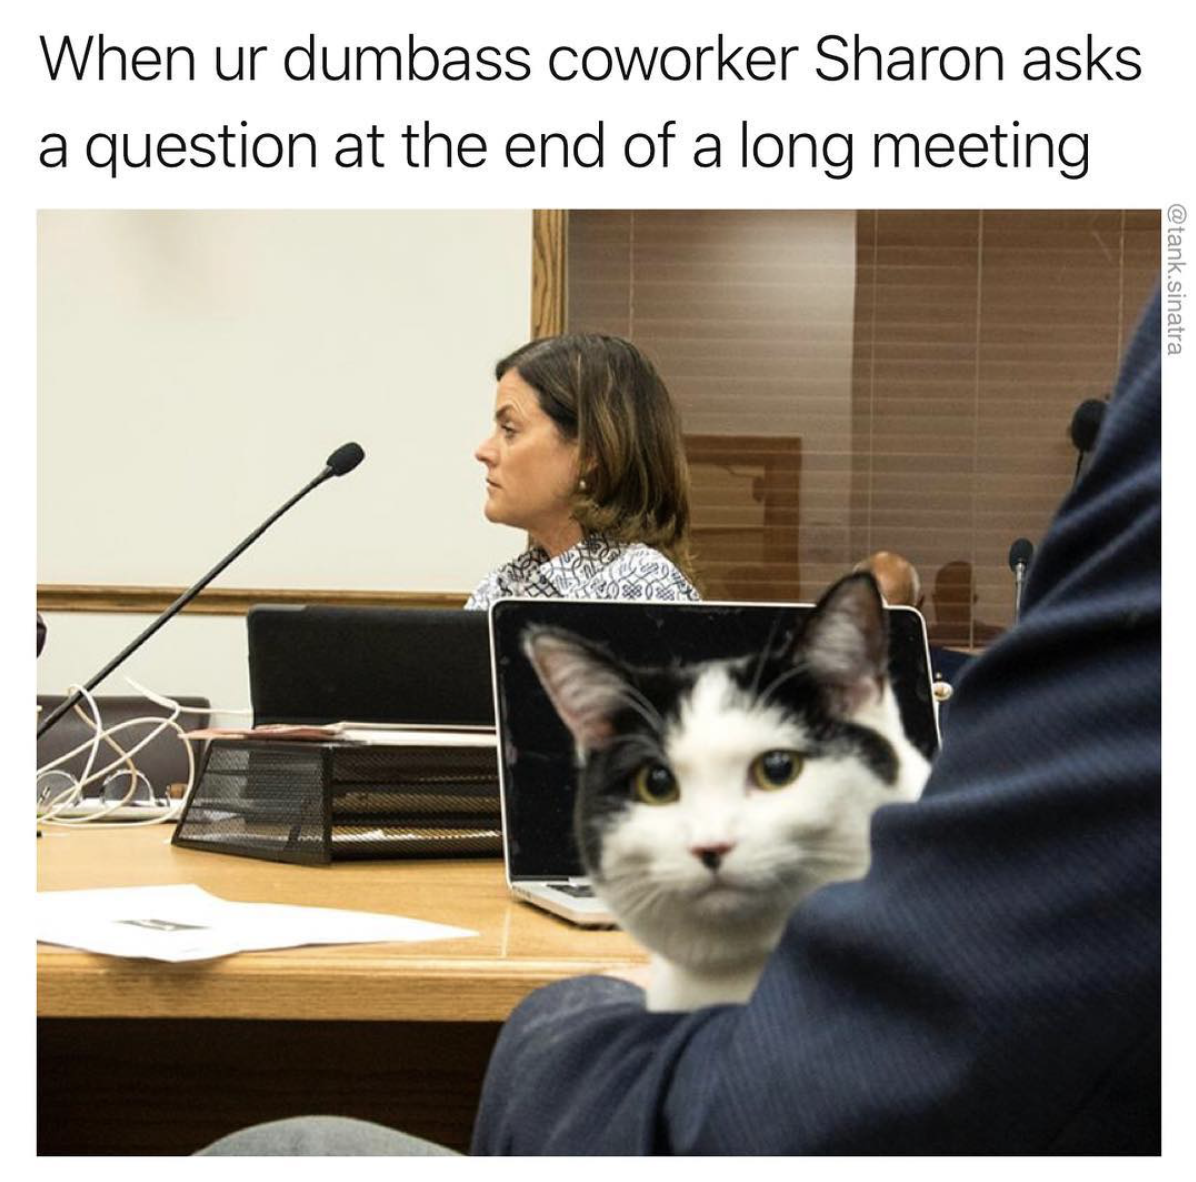 When ur dumbass coworker Sharon asks
a question at the end of a long meeting
@tank.sinatra